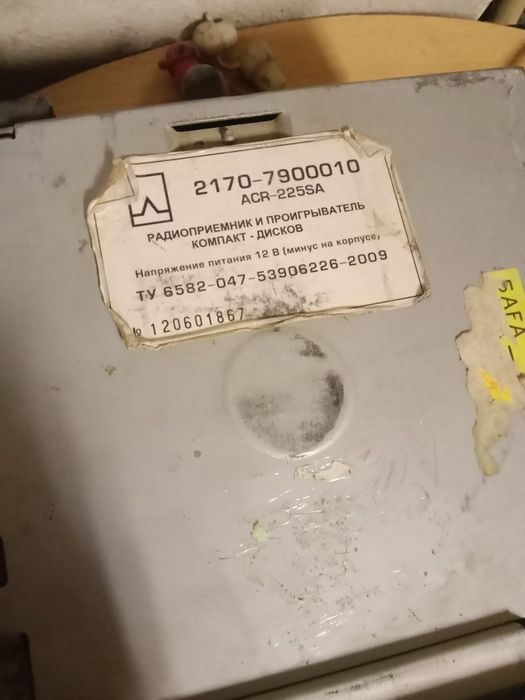 2170-7900010
ACR-225SA
РАДИОПРИЕМНИК И ПРОИГРЫВАТЕЛЬ
КОМПАКТ - ДИСКОВ
Напряжение питания 12 В (минус на корпусе)
ТУ 6582-047-53906226-2009
№ 120601867
SAFA